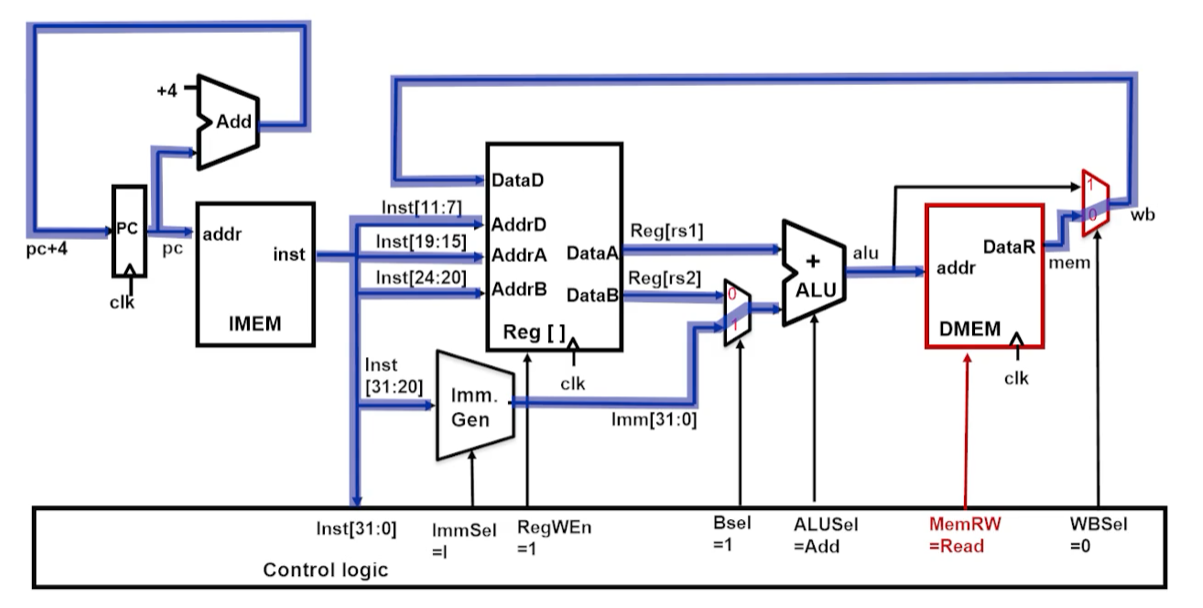 +4
Add
pc+4
PC
pc
clk
addr
inst
IMEM
Inst[11:7]
Inst[19:15]
Inst[24:20]
Inst
[31:20]
DataD
AddrD
AddrA
AddrB
DataA
DataB
Reg [ ]
clk
Imm.
Gen
Imm[31:0]
Reg[rs1]
Reg[rs2]
0
1
+
ALU
alu
addr
DataR
DMEM
clk
mem
1
0
wb
Inst[31:0]
ImmSel
=I
RegWEn
=1
Bsel
=1
ALUSel
=Add
MemRW
=Read
WBSel
=0
Control logic